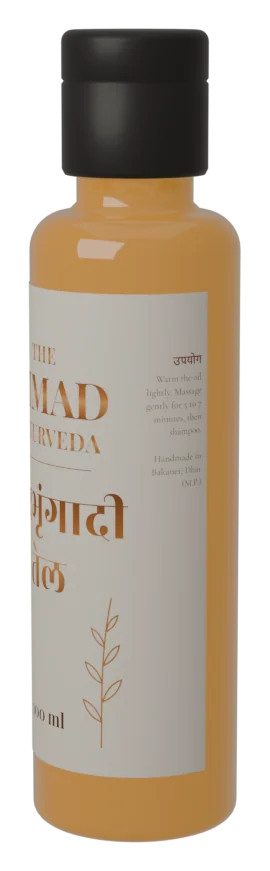 THE
MAD
URVEDA
भृंगादी
तेल
00 ml
उपयोग
Warm the oil
lightly. Massage
gently for 5 to 7
minutes, then
shampoo.
Handmade in
Bakaner, Dhar
(M.P.)